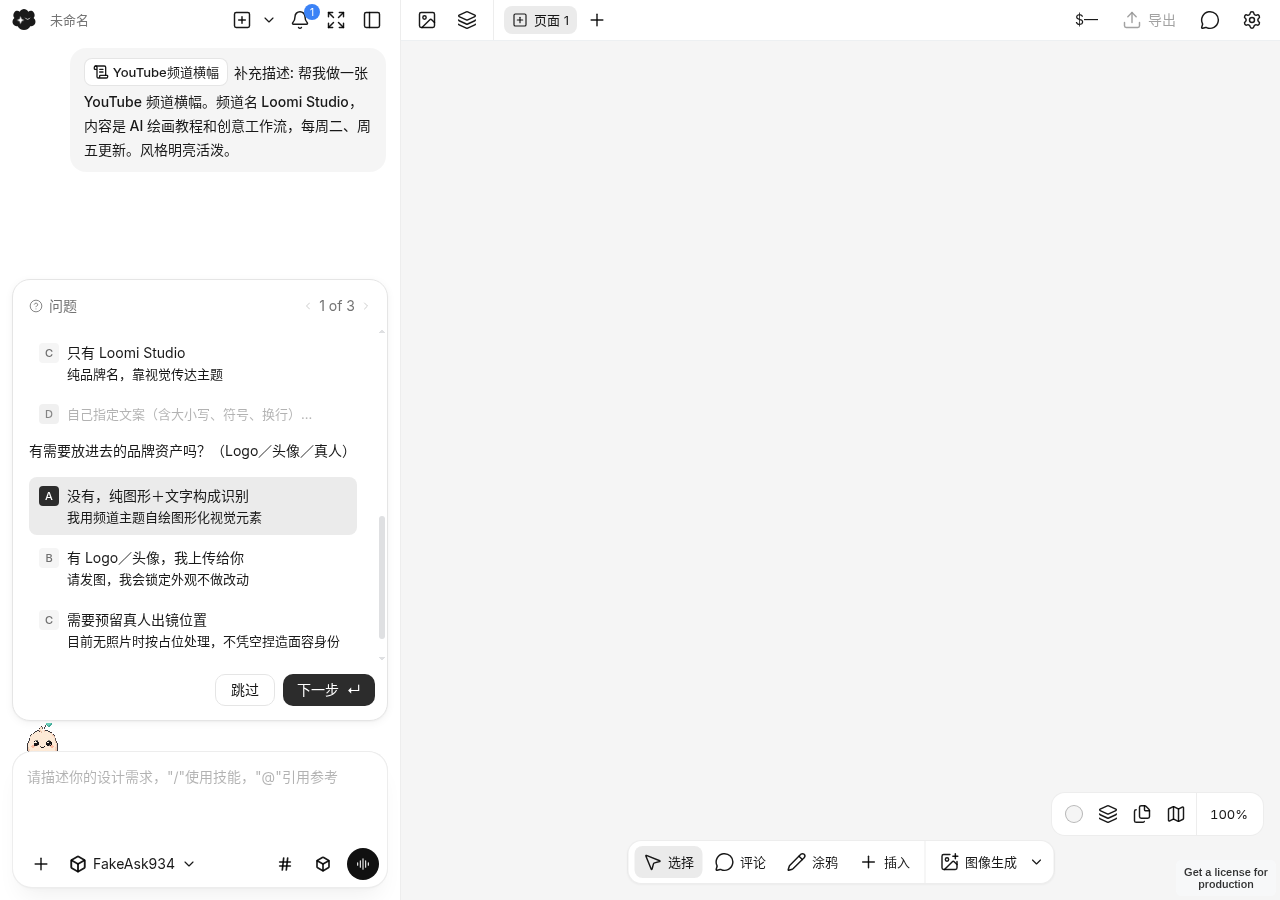 未命名
1
页面 1
$—
导出
YouTube频道横幅 补充描述: 帮我做一张
YouTube 频道横幅。频道名 Loomi Studio，
内容是 AI 绘画教程和创意工作流，每周二、周
五更新。风格明亮活泼。
问题
1 of 3
C 只有 Loomi Studio
纯品牌名，靠视觉传达主题
D 自己指定文案（含大小写、符号、换行）...
有需要放进去的品牌资产吗？（Logo／头像／真人）
A 没有，纯图形＋文字构成识别
我用频道主题自绘图形化视觉元素
B 有 Logo／头像，我上传给你
请发图，我会锁定外观不做改动
C 需要预留真人出镜位置
目前无照片时按占位处理，不凭空捏造面容身份
跳过
下一步
请描述你的设计需求，"/"使用技能，"@"引用参考
FakeAsk934
100%
选择
评论
涂鸦
插入
图像生成
Get a license for
production